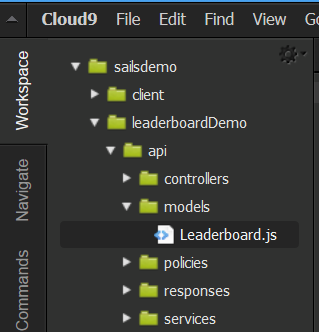 Cloud9 File Edit Find View
Workspace
Navigate
Commands
sailsdemo
client
leaderboardDemo
api
controllers
models
Leaderboard.js
policies
responses
services